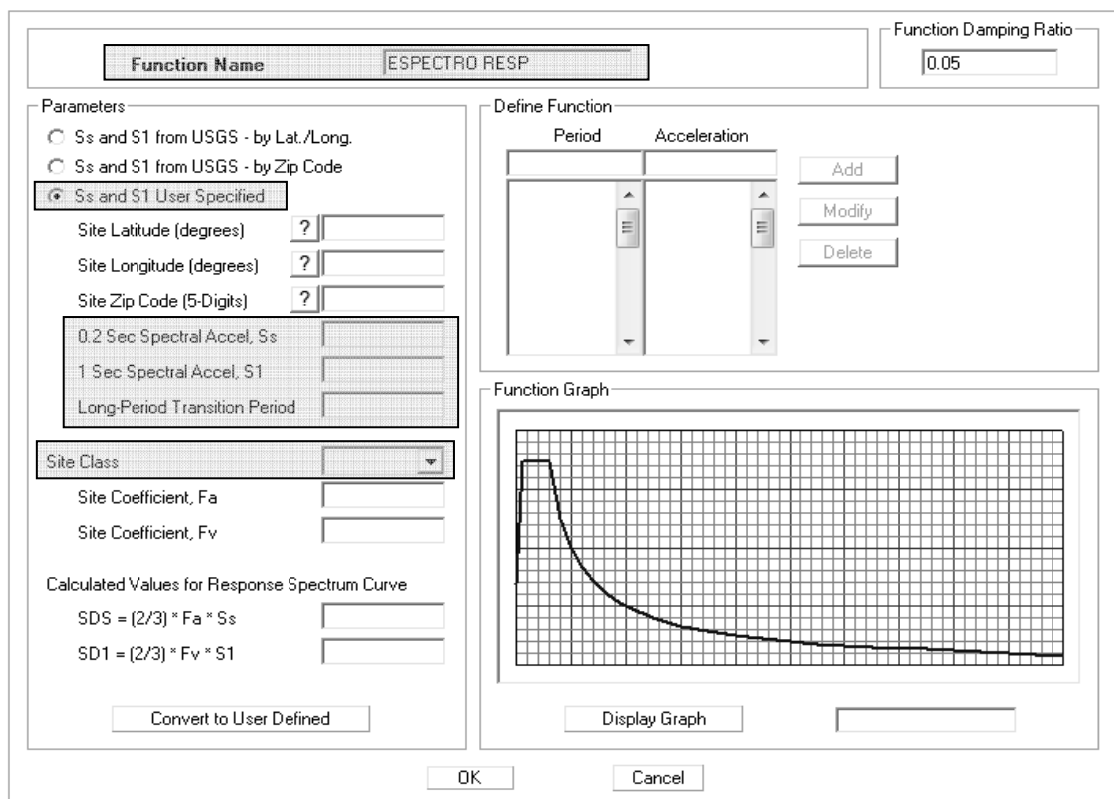 Function Name ESPECTRO RESP
Function Damping Ratio
0.05
Parameters
Ss and S1 from USGS - by Lat./Long.
Ss and S1 from USGS - by Zip Code
Ss and S1 User Specified
Site Latitude (degrees) ?
Site Longitude (degrees) ?
Site Zip Code (5-Digits) ?
0.2 Sec Spectral Accel, Ss
1 Sec Spectral Accel, S1
Long-Period Transition Period
Site Class
Site Coefficient, Fa
Site Coefficient, Fv
Calculated Values for Response Spectrum Curve
SDS = (2/3) * Fa * Ss
SD1 = (2/3) * Fv * S1
Convert to User Defined
Define Function
Period Acceleration
Add
Modify
Delete
Function Graph
Display Graph
OK Cancel